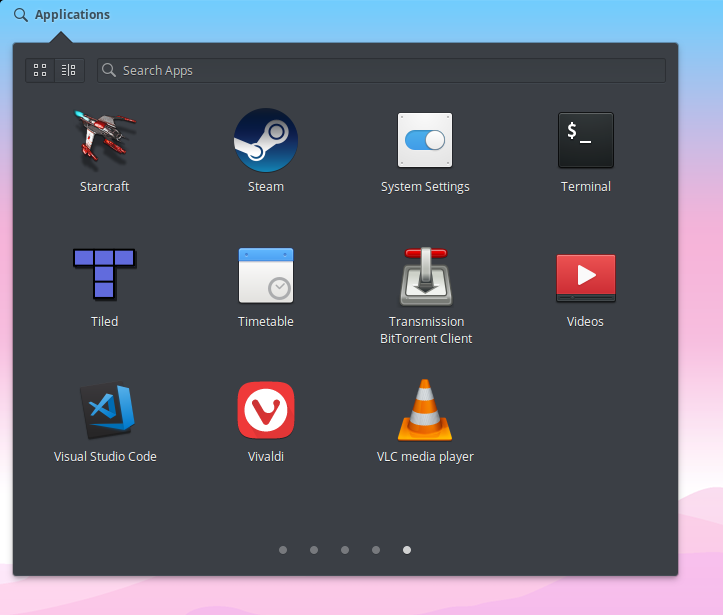 Applications
Search Apps
Starcraft
Steam
System Settings
$_
Terminal
Tiled
Timetable
Transmission
BitTorrent Client
Videos
Visual Studio Code
Vivaldi
VLC media player